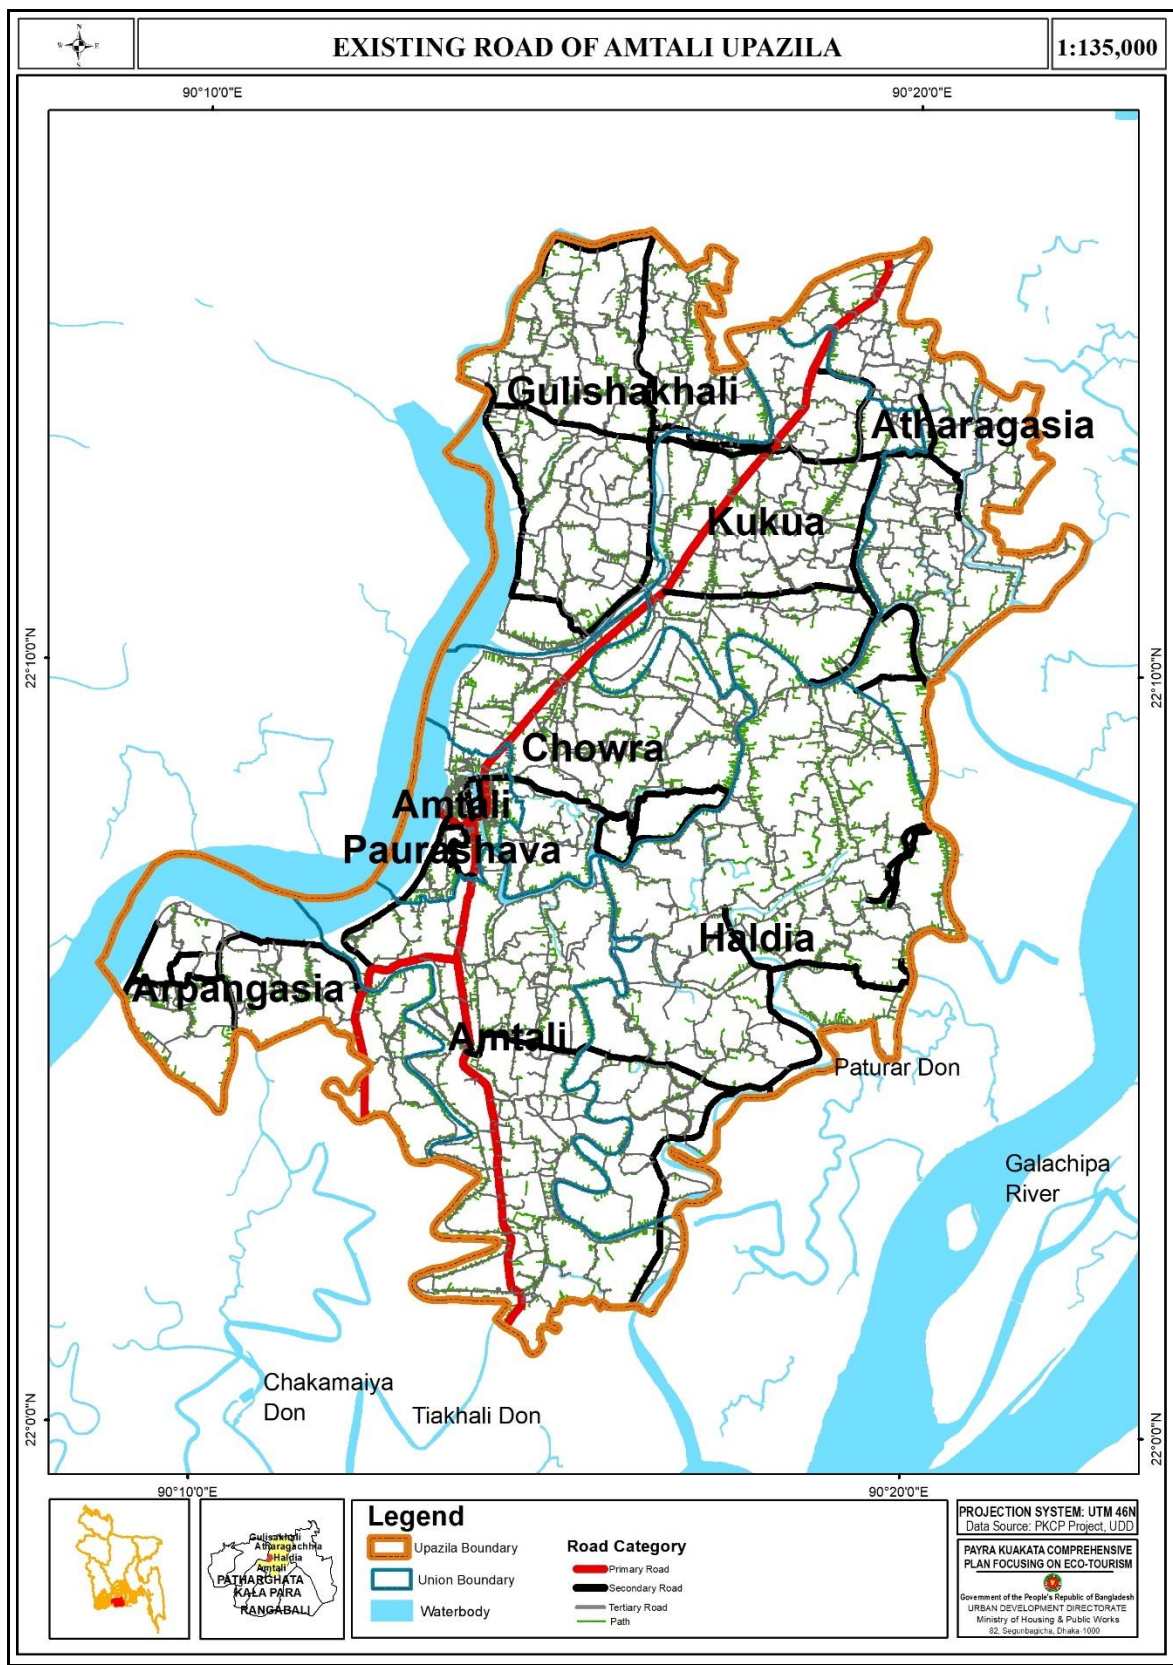 N
W E
S
EXISTING ROAD OF AMTALI UPAZILA
1:135,000
90°10'0"E
90°20'0"E
Gulishakhali
Atharagasia
Kukua
22°10'0"N
22°10'0"N
Chowra
Amtali
Paurashava
Haldia
Arpangasia
Amtali
Paturar Don
Galachipa
River
Chakamaiya
Don
Tiakhali Don
22°0'0"N
22°0'0"N
90°10'0"E
90°20'0"E
Gulisakhali
Atharagachhia
Haldia
Amtali
PATHARGHATA
KALA PARA
RANGABALI
Legend
Upazila Boundary
Union Boundary
Waterbody
Road Category
Primary Road
Secondary Road
Tertiary Road
Path
PROJECTION SYSTEM: UTM 46N
Data Source: PKCP Project, UDD
PAYRA KUAKATA COMPREHENSIVE
PLAN FOCUSING ON ECO-TOURISM
Government of the People's Republic of Bangladesh
URBAN DEVELOPMENT DIRECTORATE
Ministry of Housing & Public Works
82, Segunbagicha, Dhaka-1000